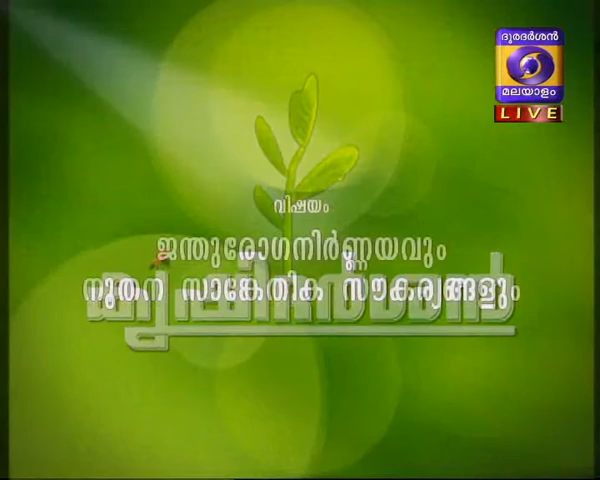 ദൂരദർശൻ
മലയാളം
LIVE
വിഷയം
ജന്തുരോഗനിർണ്ണയവും
നൂതന സാങ്കേതിക സൗകര്യങ്ങളും
കൃഷിദർശൻ